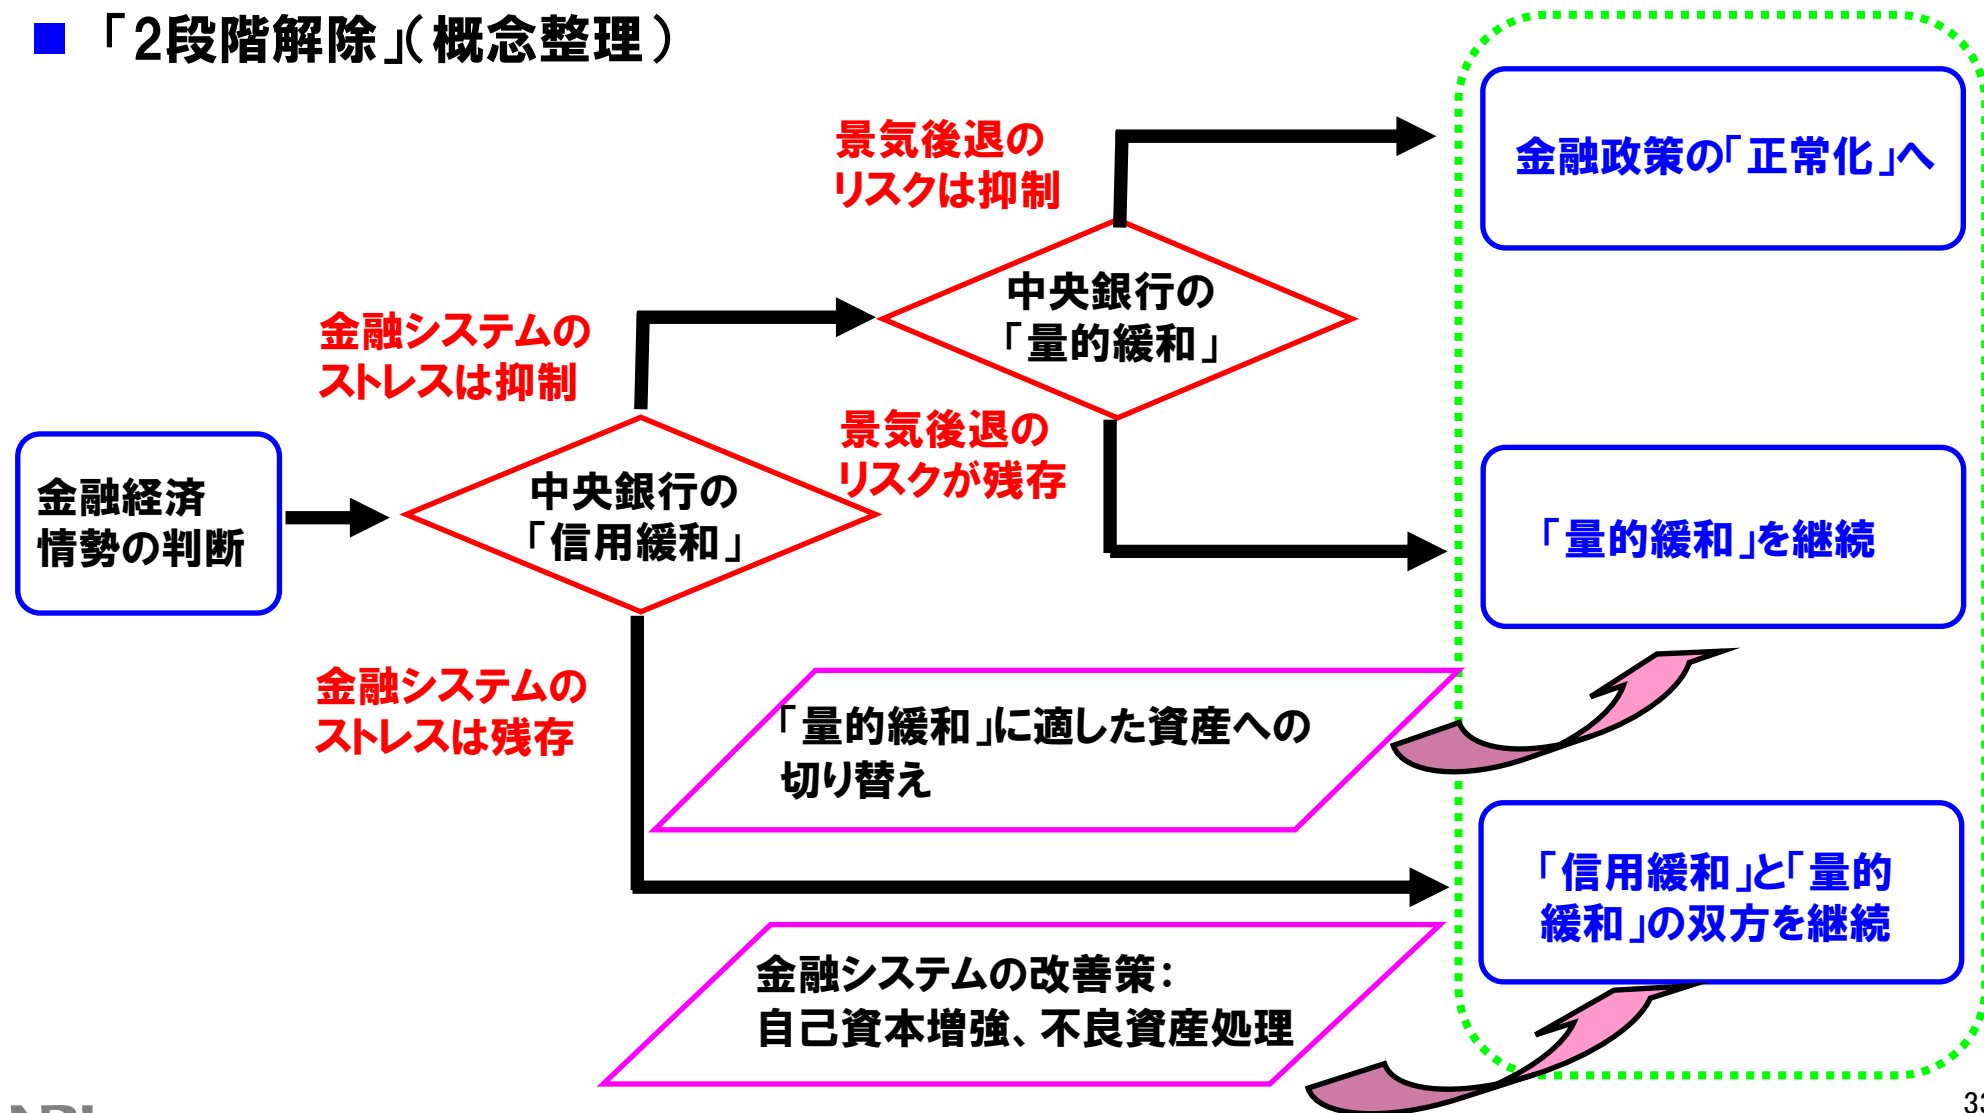 ■「2段階解除」(概念整理)
景気後退の
リスクは抑制
金融政策の「正常化」へ
中央銀行の
「量的緩和」
金融システムの
ストレスは抑制
景気後退の
リスクが残存
金融経済
情勢の判断
中央銀行の
「信用緩和」
「量的緩和」を継続
金融システムの
ストレスは残存
「量的緩和」に適した資産への
切り替え
「信用緩和」と「量的
緩和」の双方を継続
金融システムの改善策:
自己資本増強、不良資産処理